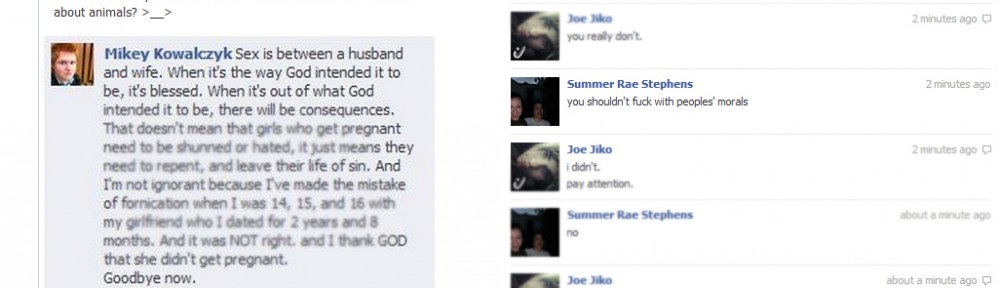 about animals? >__>
Mikey Kowalczyk Sex is between a husband
and wife. When it's the way God intended it to
be, it's blessed. When it's out of what God
intended it to be, there will be consequences.
That doesn't mean that girls who get pregnant
need to be shunned or hated, it just means they
need to repent, and leave their life of sin. And
I'm not ignorant because I've made the mistake
of fornication when I was 14, 15, and 16 with
my girlfriend who I dated for 2 years and 8
months. And it was NOT right. and I thank GOD
that she didn't get pregnant.
Goodbye now.
Joe Jiko 2 minutes ago
you really don't.
Summer Rae Stephens 2 minutes ago
you shouldn't fuck with peoples' morals
Joe Jiko 2 minutes ago
i didn't.
pay attention.
Summer Rae Stephens about a minute ago
no
Joe Jiko about a minute ago